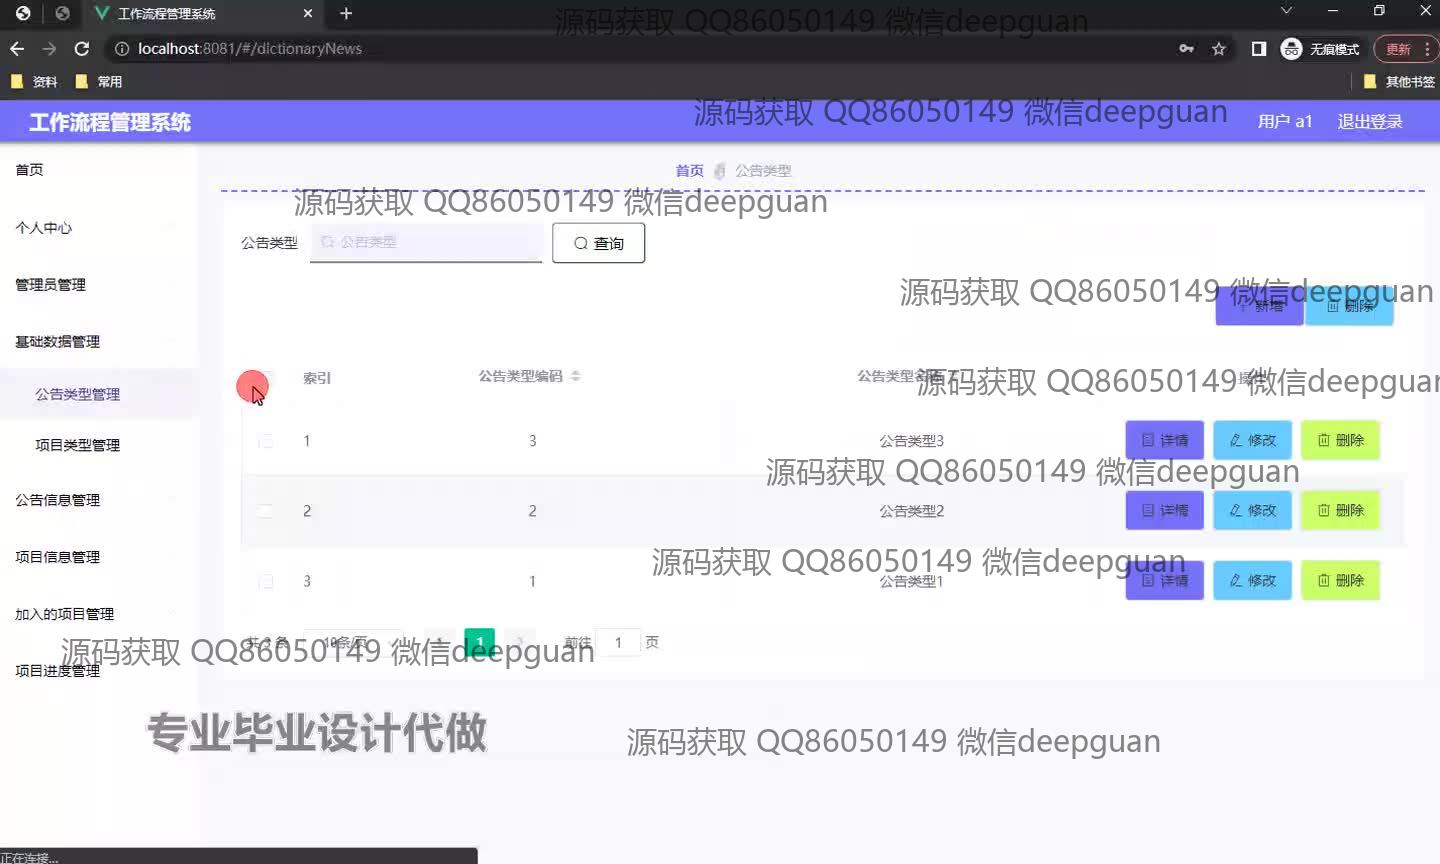 工作流程管理系统
源码获取 QQ86050149 微信deepguan
localhost:8081/#/dictionaryNews
无痕模式
更新
资料
常用
其他书签
工作流程管理系统
源码获取 QQ86050149 微信deepguan
用户 a1
退出登录
首页
首页
公告类型
源码获取 QQ86050149 微信deepguan
个人中心
公告类型
公告类型
查询
管理员管理
源码获取 QQ86050149 微信deepguan
新增
删除
基础数据管理
索引
公告类型编码
公告类型名称
操作
源码获取 QQ86050149 微信deepguan
公告类型管理
项目类型管理
1
3
公告类型3
详情
修改
删除
源码获取 QQ86050149 微信deepguan
公告信息管理
2
2
公告类型2
详情
修改
删除
项目信息管理
源码获取 QQ86050149 微信deepguan
3
1
公告类型1
详情
修改
删除
加入的项目管理
共 3 条
10条/页
1
前往
1
页
源码获取 QQ86050149 微信deepguan
项目进度管理
专业毕业设计代做
源码获取 QQ86050149 微信deepguan
正在连接...